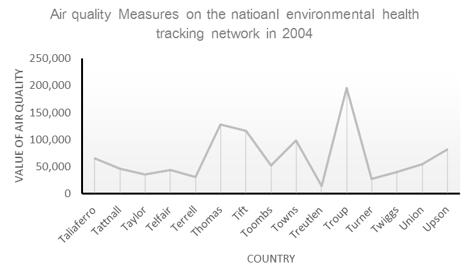 Air quality Measures on the natioanl environmental health
tracking network in 2004
250,000
200,000
150,000
100,000
50,000
0
VALUE OF AIR QUALITY
Taliaferro
Tattnall
Taylor
Telfair
Terrell
Thomas
Tift
Toombs
Towns
Treutlen
Troup
Turner
Twiggs
Union
Upson
COUNTRY